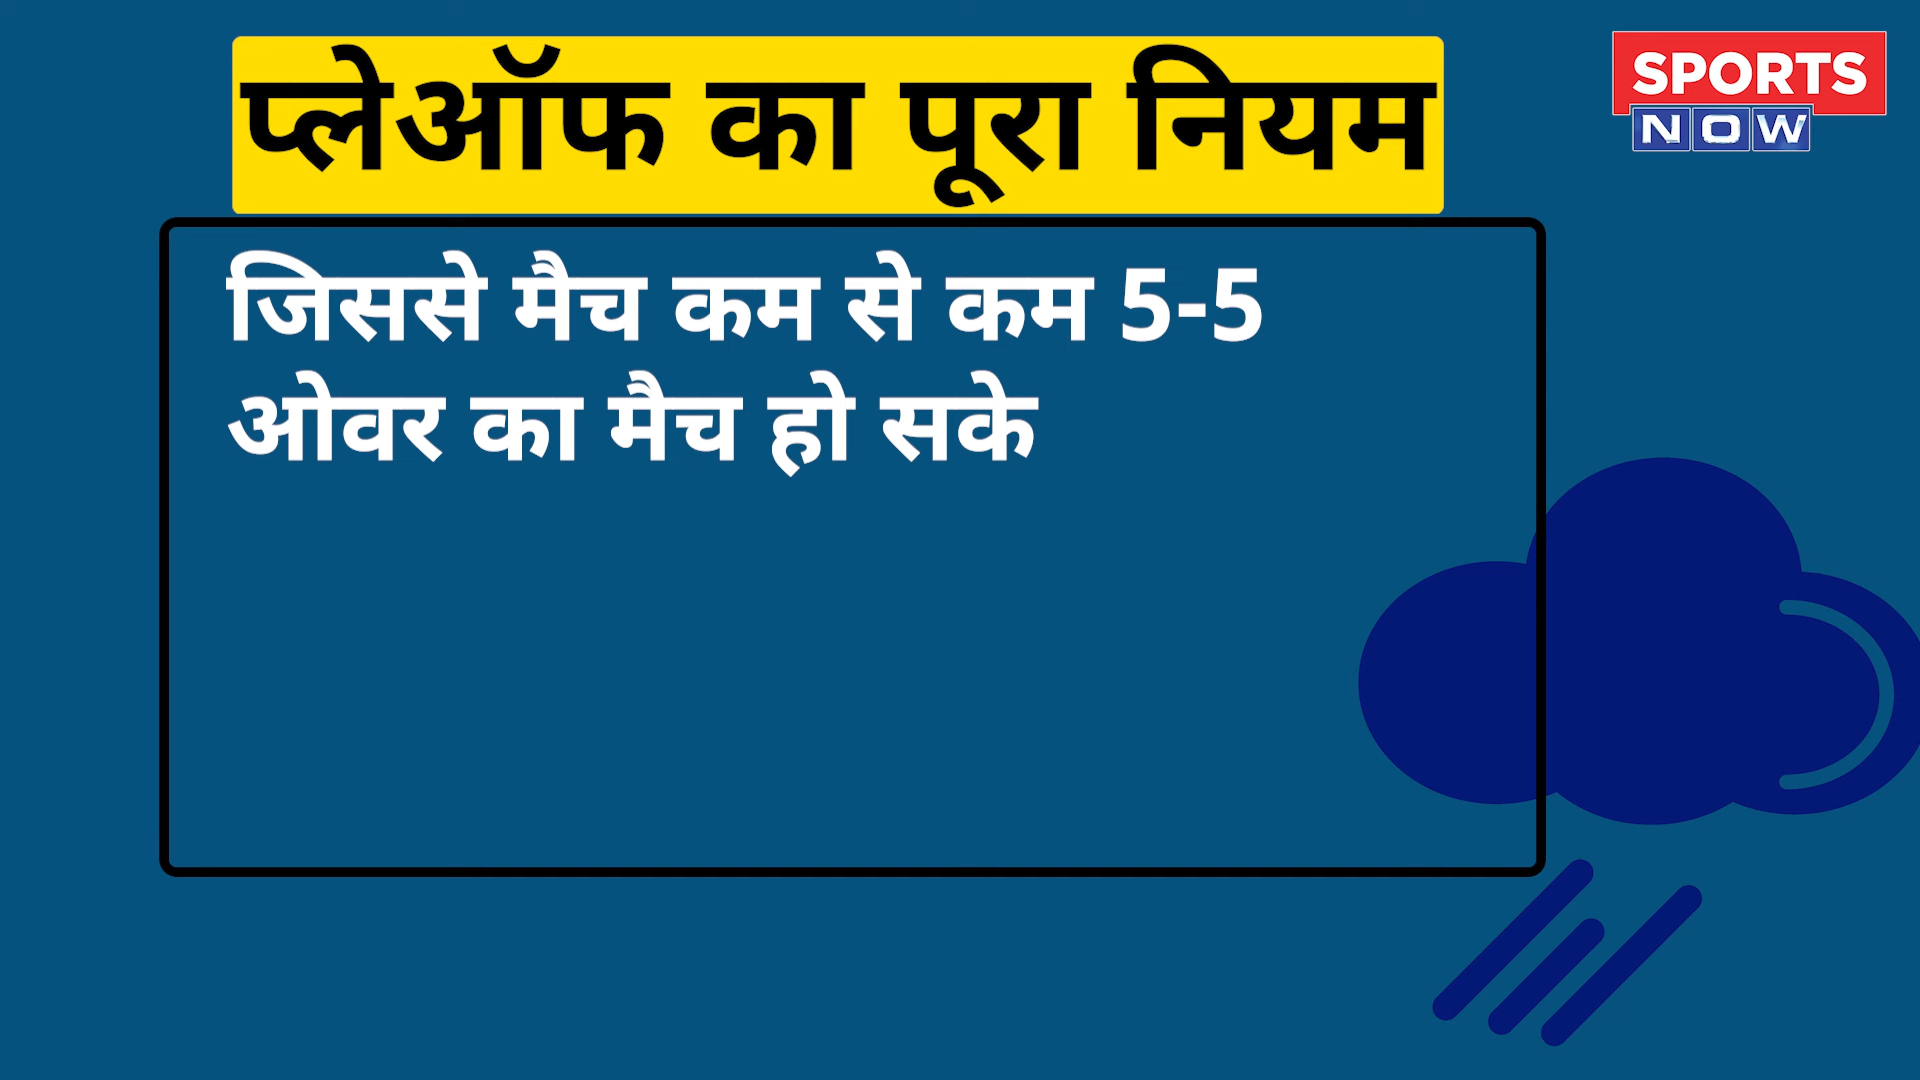 प्लेऑफ का पूरा नियम
SPORTS
NOW
जिससे मैच कम से कम 5-5
ओवर का मैच हो सके